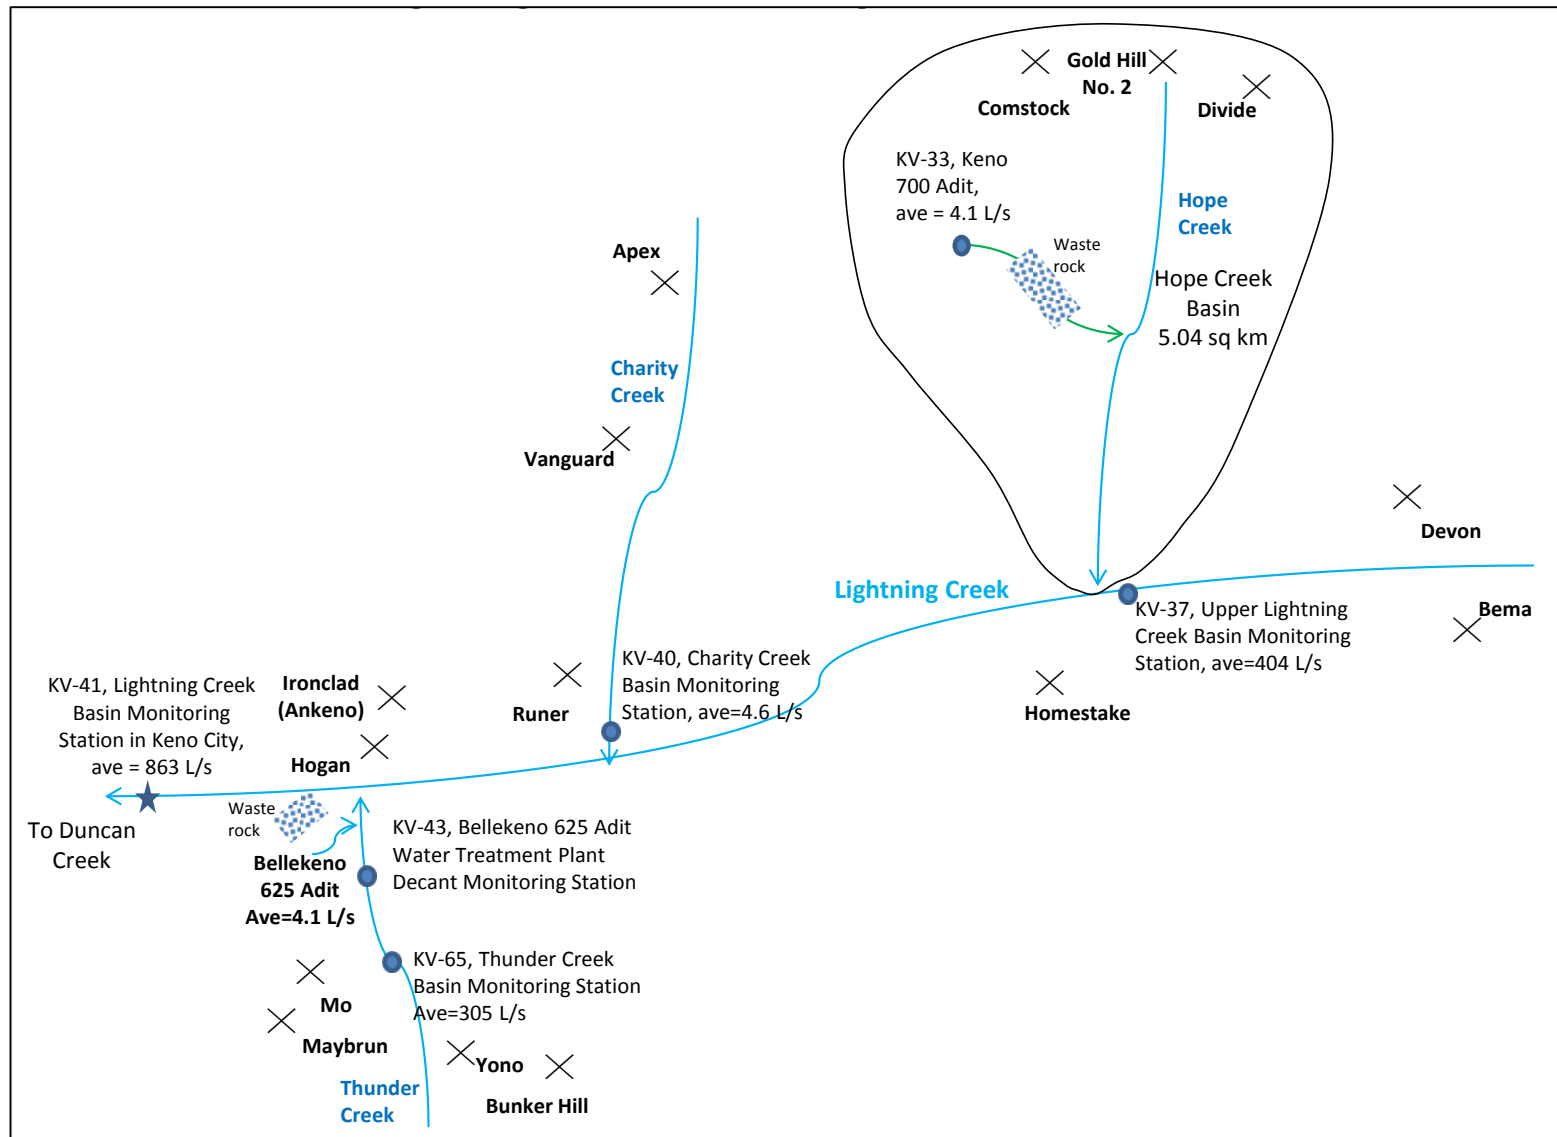 Gold Hill
No. 2
Comstock
Divide
KV-33, Keno
700 Adit,
ave = 4.1 L/s
Hope
Creek
Waste
rock
Hope Creek
Basin
5.04 sq km
Apex
Charity
Creek
Vanguard
Devon
Lightning Creek
KV-37, Upper Lightning
Creek Basin Monitoring
Station, ave=404 L/s
Bema
Homestake
KV-40, Charity Creek
Basin Monitoring
Station, ave=4.6 L/s
Runer
Ironclad
(Ankeno)
Hogan
KV-41, Lightning Creek
Basin Monitoring
Station in Keno City,
ave = 863 L/s
To Duncan
Creek
Waste
rock
Bellekeno
625 Adit
Ave=4.1 L/s
KV-43, Bellekeno 625 Adit
Water Treatment Plant
Decant Monitoring Station
KV-65, Thunder Creek
Basin Monitoring Station
Ave=305 L/s
Mo
Maybrun
Yono
Bunker Hill
Thunder
Creek